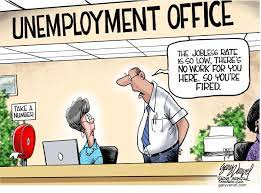 UNEMPLOYMENT OFFICE
THE JOBLESS RATE
IS SO LOW, THERE'S
NO WORK FOR YOU
HERE. SO YOU'RE
FIRED.
TAKE A
NUMBER